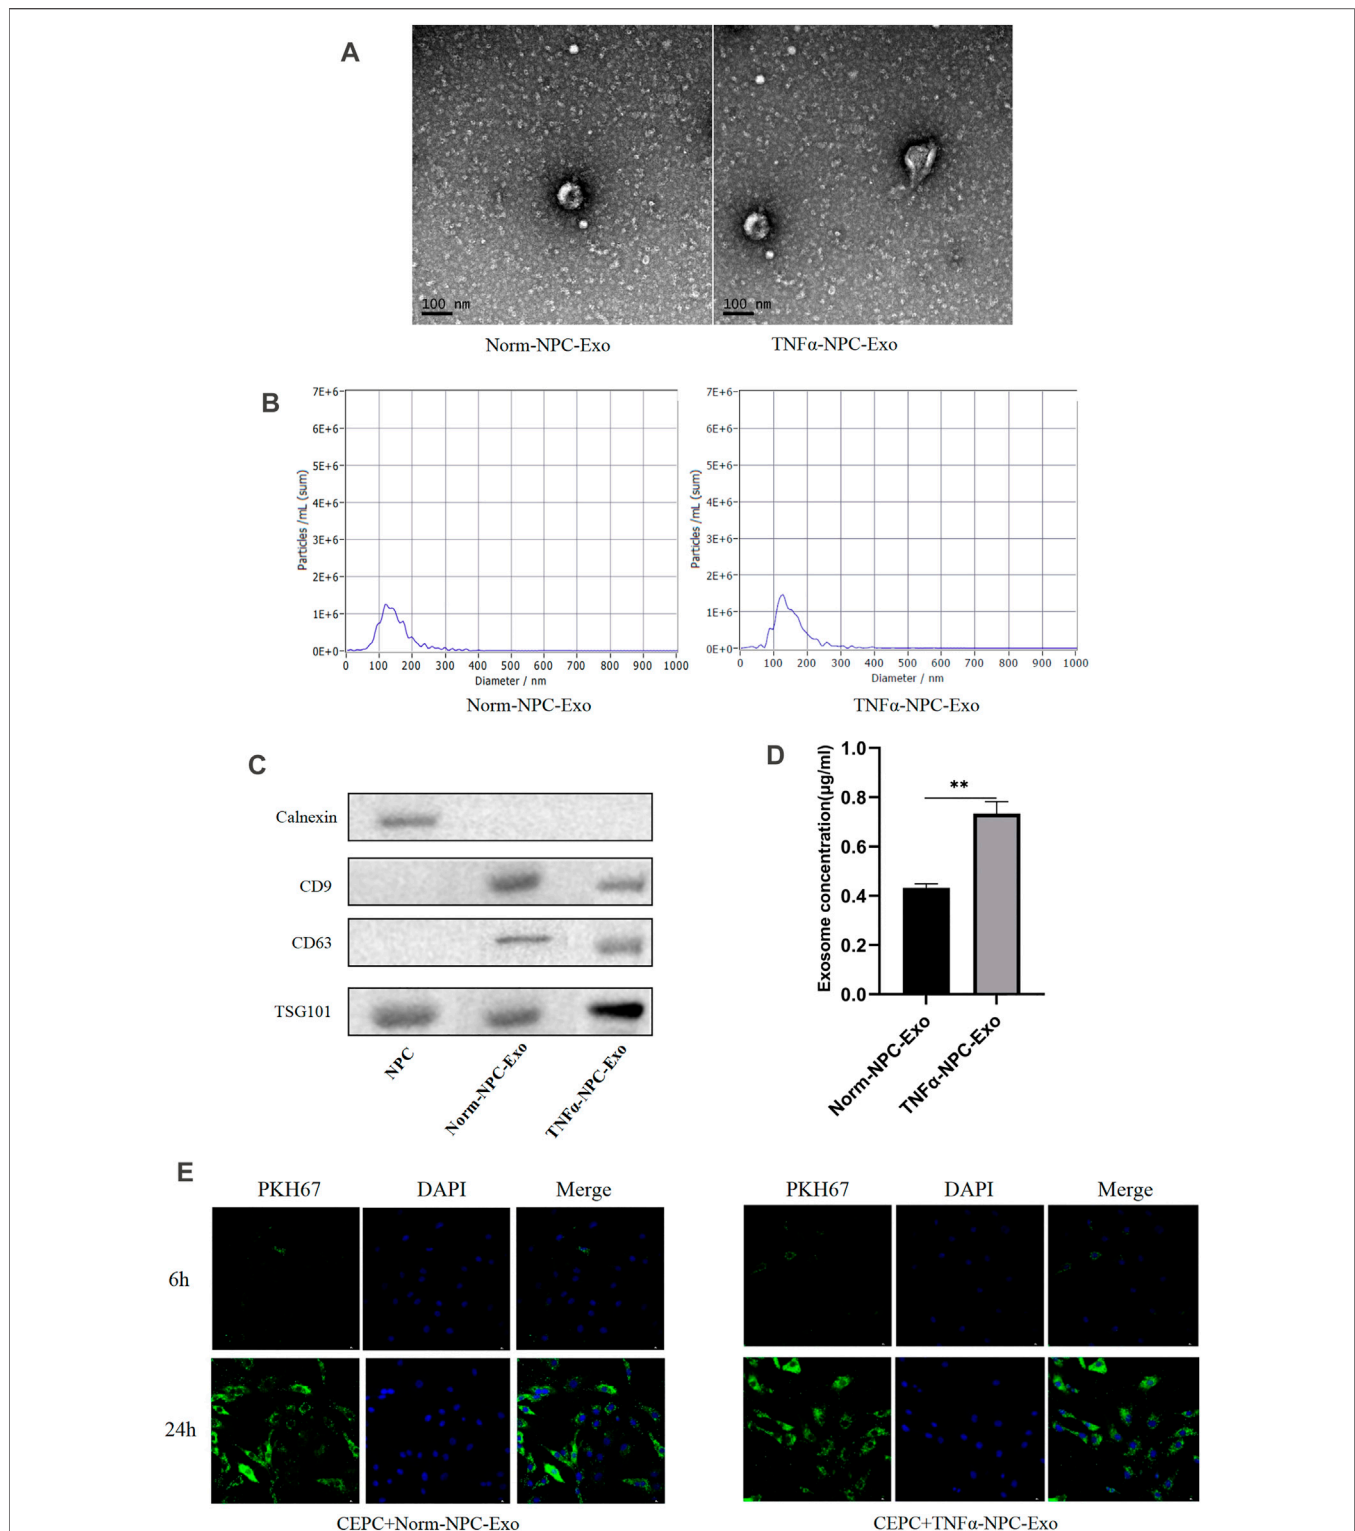 A
100 nm
100 nm
Norm-NPC-Exo
TNFα-NPC-Exo
B
7E+6
6E+6
5E+6
4E+6
3E+6
2E+6
1E+6
0E+0
Particles /mL (sum)
0 100 200 300 400 500 600 700 800 900 1000
Diameter / nm
Norm-NPC-Exo
7E+6
6E+6
5E+6
4E+6
3E+6
2E+6
1E+6
0E+0
Particles /mL (sum)
0 100 200 300 400 500 600 700 800 900 1000
Diameter / nm
TNFα-NPC-Exo
C
Calnexin
CD9
CD63
TSG101
NPC
Norm-NPC-Exo
TNFα-NPC-Exo
D
Exosome concentration(μg/ml)
1.0
0.8
0.6
0.4
0.2
0.0
**
Norm-NPC-Exo
TNFα-NPC-Exo
E
PKH67 DAPI Merge
PKH67 DAPI Merge
6h
24h
CEPC+Norm-NPC-Exo
CEPC+TNFα-NPC-Exo